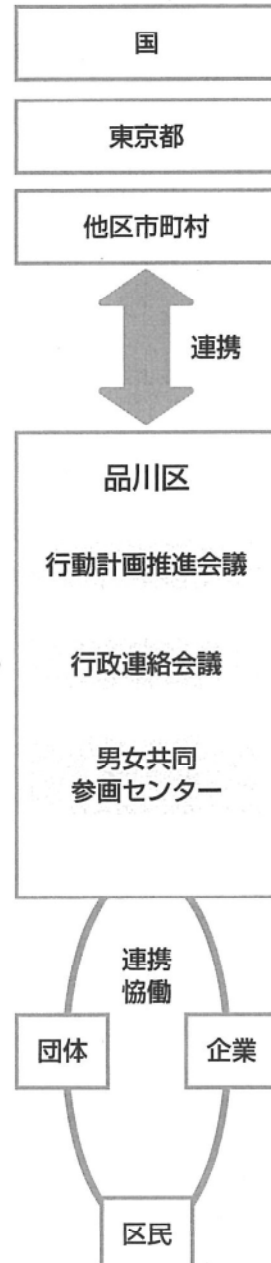 国
東京都
他区市町村
連携
品川区
行動計画推進会議
行政連絡会議
男女共同
参画センター
連携
協働
団体
企業
区民